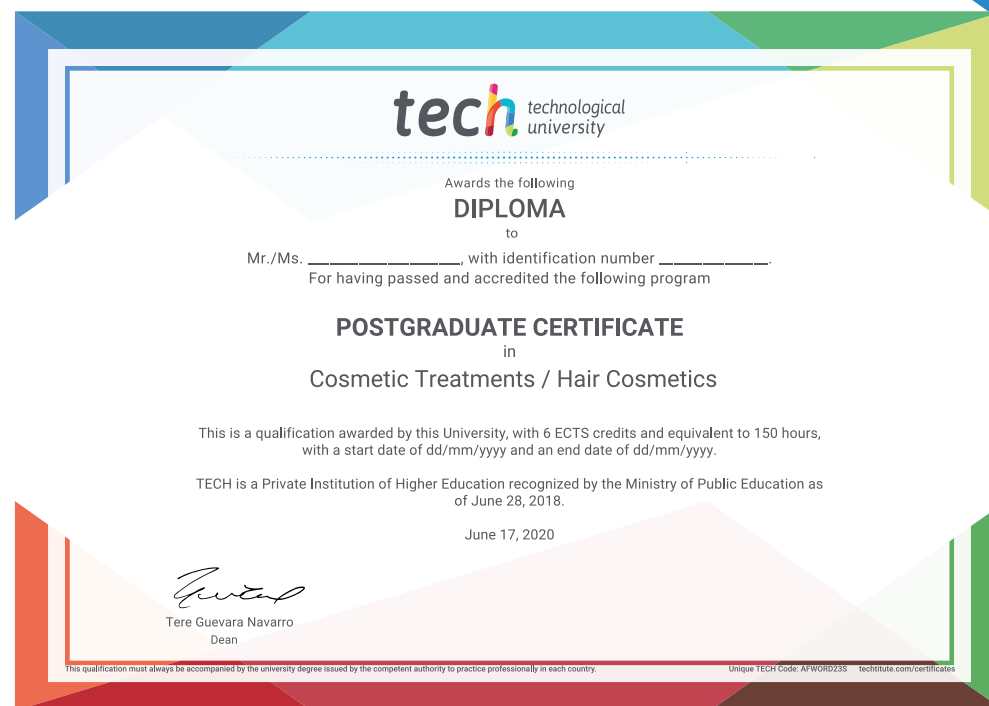 tech technological
university
Awards the following
DIPLOMA
to
Mr./Ms. ____________________, with identification number ______________.
For having passed and accredited the following program
POSTGRADUATE CERTIFICATE
in
Cosmetic Treatments / Hair Cosmetics
This is a qualification awarded by this University, with 6 ECTS credits and equivalent to 150 hours,
with a start date of dd/mm/yyyy and an end date of dd/mm/yyyy.
TECH is a Private Institution of Higher Education recognized by the Ministry of Public Education as
of June 28, 2018.
June 17, 2020
Tere Guevara Navarro
Dean
This qualification must always be accompanied by the university degree issued by the competent authority to practice professionally in each country. Unique TECH Code: AFWORD23S techtitute.com/certificates